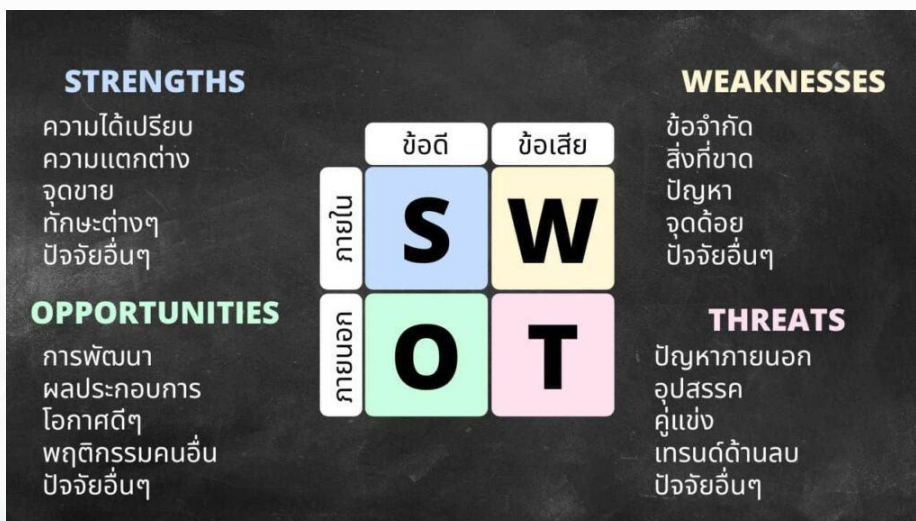 STRENGTHS
ความได้เปรียบ
ความแตกต่าง
จุดขาย
ทักษะต่างๆ
ปัจจัยอื่นๆ
OPPORTUNITIES
การพัฒนา
ผลประกอบการ
โอกาสดีๆ
พฤติกรรมคนอื่น
ปัจจัยอื่นๆ
ข้อดี
ข้อเสีย
ภายใน
S
W
ภายนอก
O
T
WEAKNESSES
ข้อจำกัด
สิ่งที่ขาด
ปัญหา
จุดด้อย
ปัจจัยอื่นๆ
THREATS
ปัญหาภายนอก
อุปสรรค
คู่แข่ง
เทรนด์ด้านลบ
ปัจจัยอื่นๆ